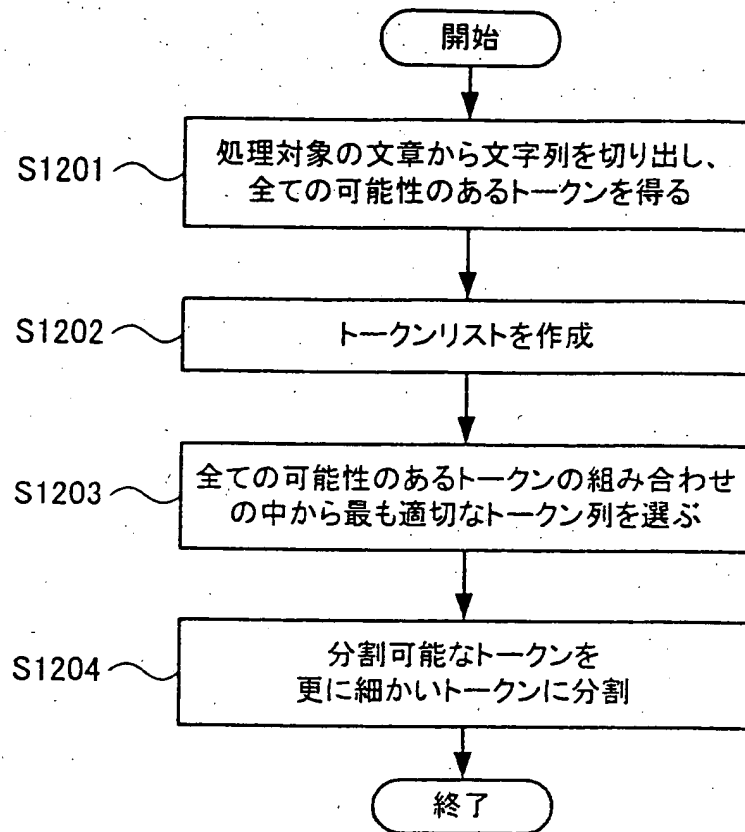 開始
S1201
処理対象の文章から文字列を切り出し、
全ての可能性のあるトークンを得る
S1202
トークンリストを作成
S1203
全ての可能性のあるトークンの組み合わせ
の中から最も適切なトークン列を選ぶ
S1204
分割可能なトークンを
更に細かいトークンに分割
終了